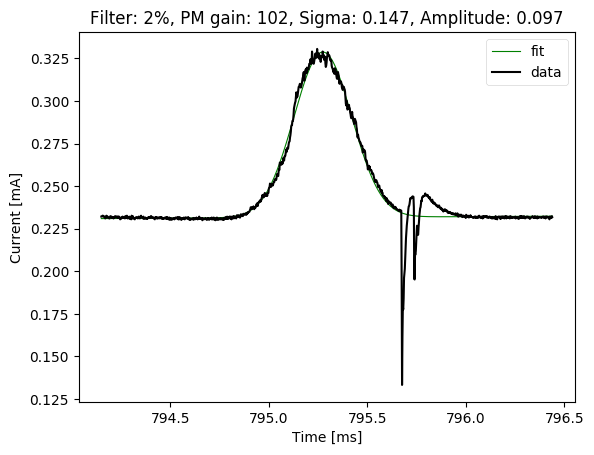 Filter: 2%, PM gain: 102, Sigma: 0.147, Amplitude: 0.097
fit
data
0.325
0.300
0.275
0.250
0.225
0.200
0.175
0.150
0.125
Current [mA]
794.5 795.0 795.5 796.0 796.5
Time [ms]